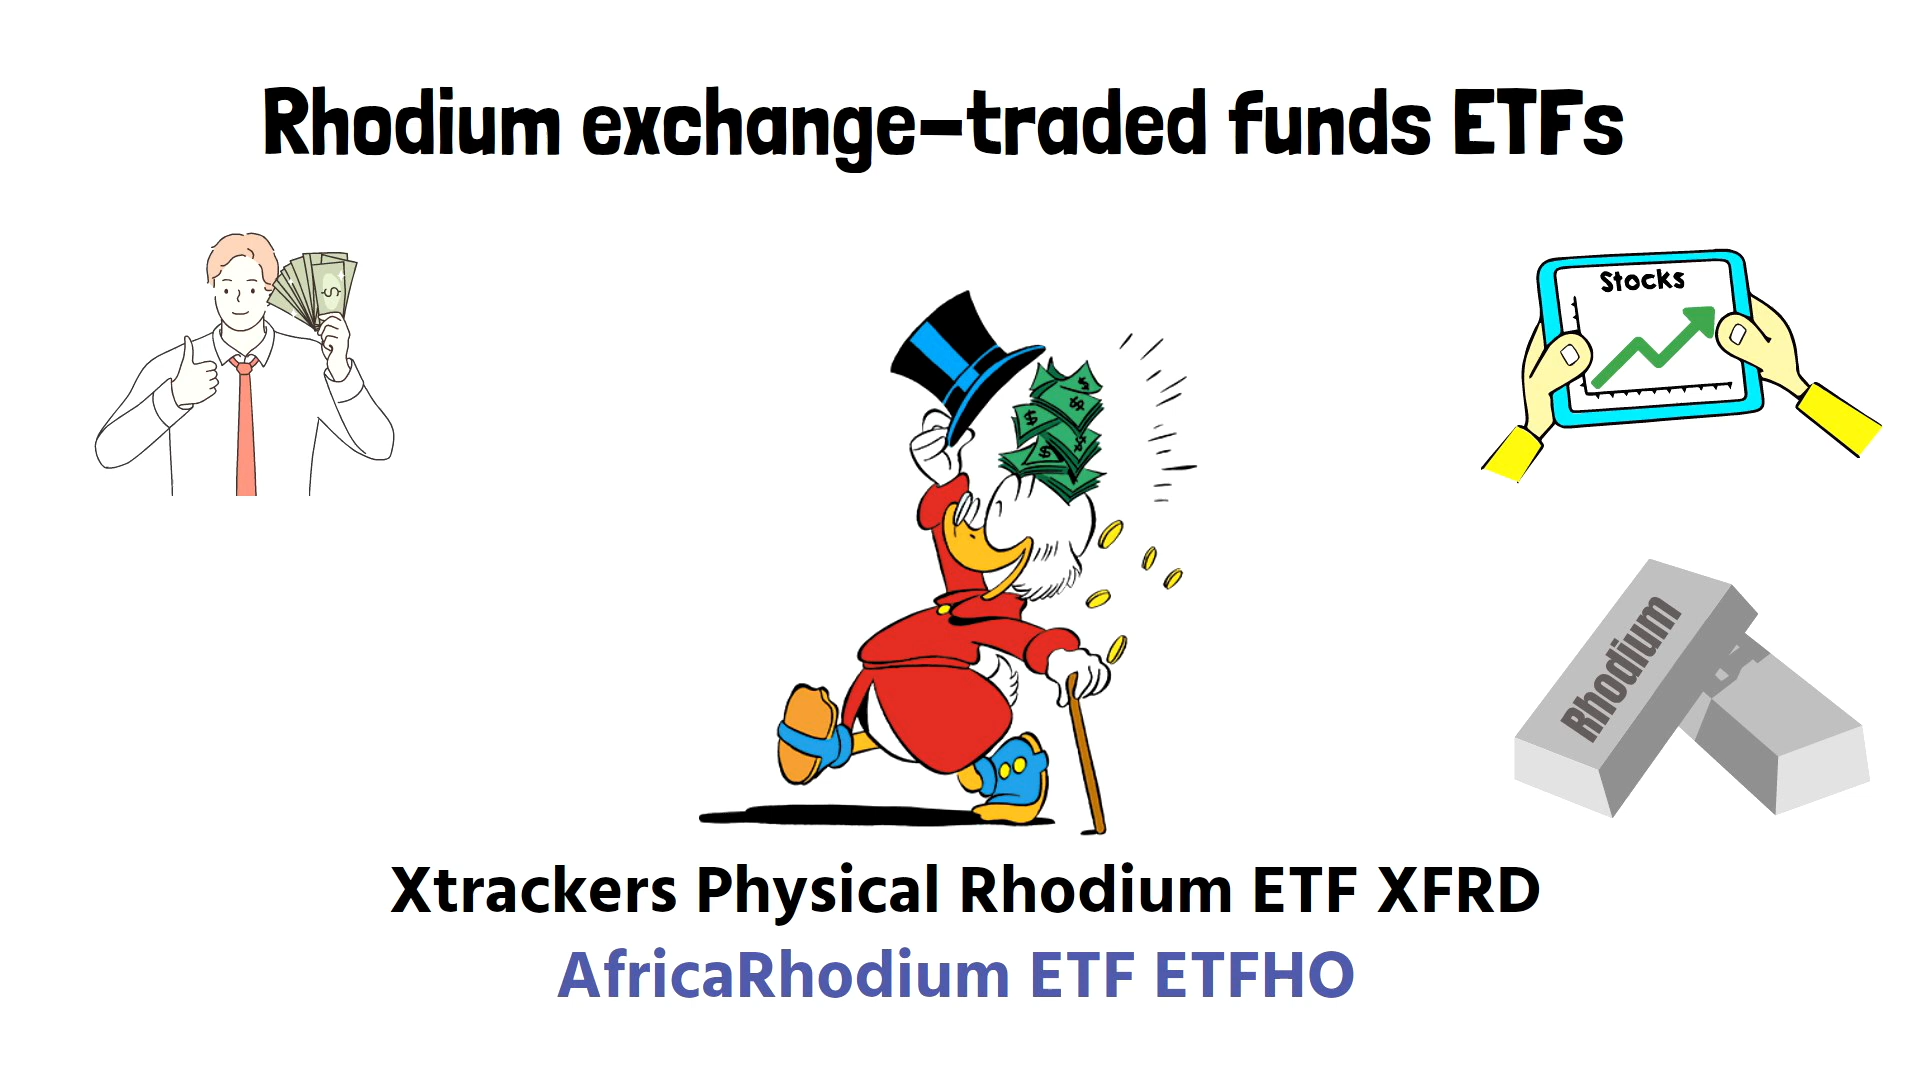 Rhodium exchange-traded funds ETFs
Stocks
Rhodium
Xtrackers Physical Rhodium ETF XFRD
AfricaRhodium ETF ETFHO